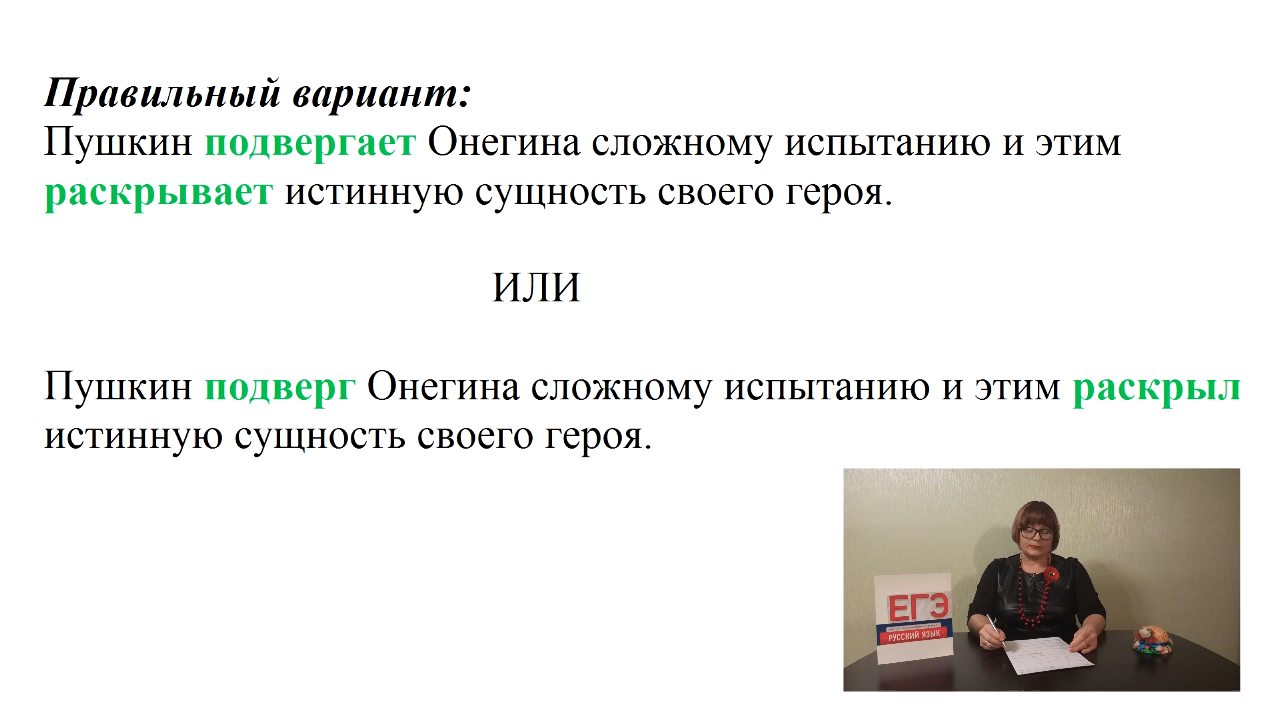 Правильный вариант:
Пушкин подвергает Онегина сложному испытанию и этим
раскрывает истинную сущность своего героя.
ИЛИ
Пушкин подверг Онегина сложному испытанию и этим раскрыл
истинную сущность своего героя.
ЕГЭ
РУССКИЙ ЯЗЫК